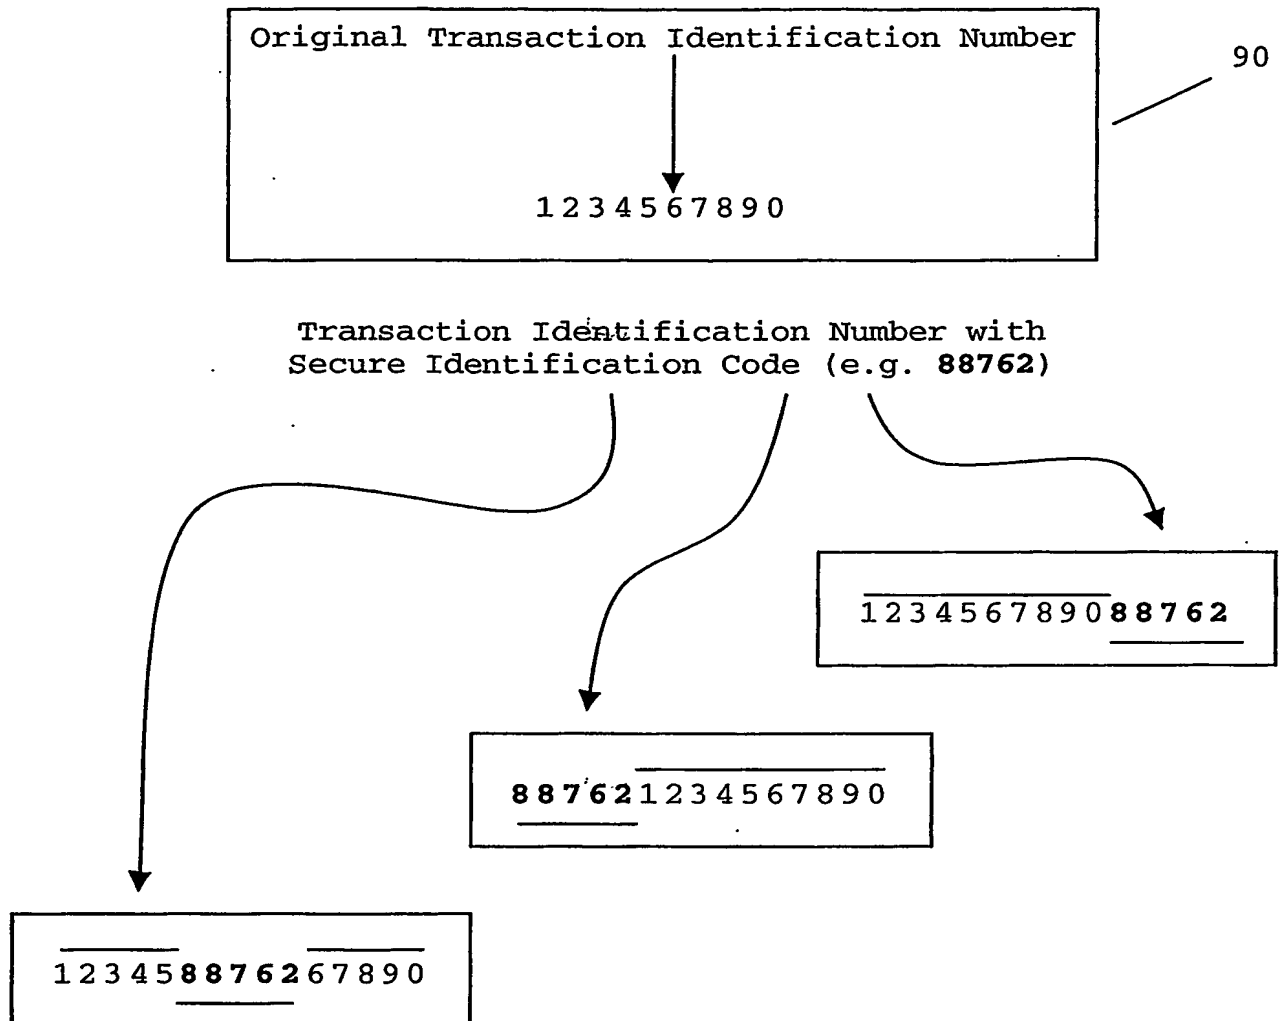 Original Transaction Identification Number
90
1234567890
Transaction Identification Number with
Secure Identification Code (e.g. 88762)
123456789088762
887621234567890
123458876267890